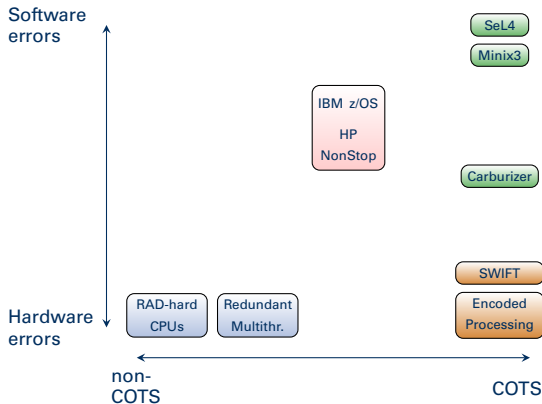 Software
errors
SeL4
Minix3
IBM z/OS
HP
NonStop
Carburizer
SWIFT
RAD-hard
CPUs
Redundant
Multithr.
Encoded
Processing
Hardware
errors
non-
COTS
COTS